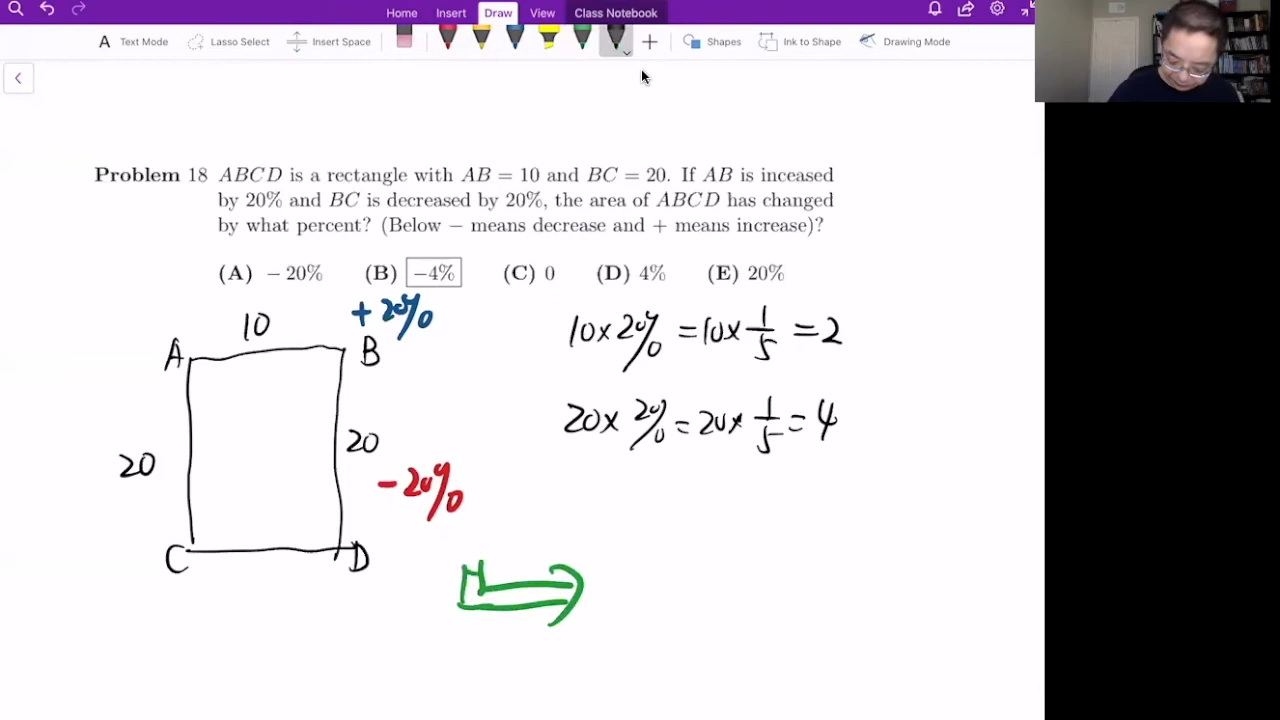 Home Insert Draw View Class Notebook
A Text Mode Lasso Select Insert Space Shapes Ink to Shape Drawing Mode
Problem 18 ABCD is a rectangle with AB = 10 and BC = 20. If AB is inceased
by 20% and BC is decreased by 20%, the area of ABCD has changed
by what percent? (Below − means decrease and + means increase)?
(A) − 20% (B) −4% (C) 0 (D) 4% (E) 20%
+20%
10
A B
10×20% =10×1/5 =2
20×20% =20×1/5 =4
20 20
-20%
C D